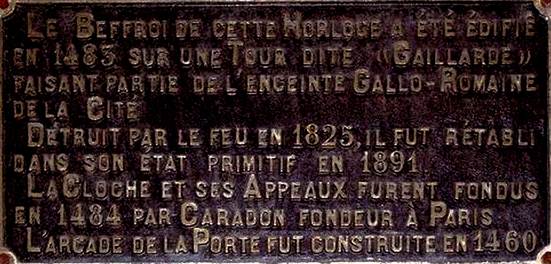 LE BEFFROI DE CETTE HORLOGE A ÉTÉ ÉDIFIÉ
EN 1483 SUR UNE TOUR DITE «GAILLARDE»
FAISANT PARTIE DE L'ENCEINTE GALLO-ROMAINE
DE LA CITÉ
DÉTRUIT PAR LE FEU EN 1825, IL FUT RÉTABLI
DANS SON ÉTAT PRIMITIF EN 1891
LA CLOCHE ET SES APPEAUX FURENT FONDUS
EN 1484 PAR CARADON FONDEUR À PARIS
L'ARCADE DE LA PORTE FUT CONSTRUITE EN 1460